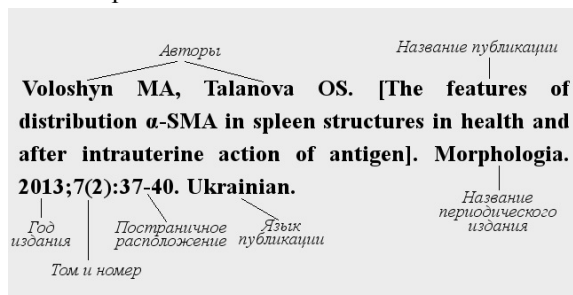 Авторы
Название публикации
Voloshyn MA, Talanova OS. [The features of
distribution α-SMA in spleen structures in health and
after intrauterine action of antigen]. Morphologia.
2013;7(2):37-40. Ukrainian.
Год
издания
Том и номер
Постраничное
расположение
Язык
публикации
Название
периодического
издания